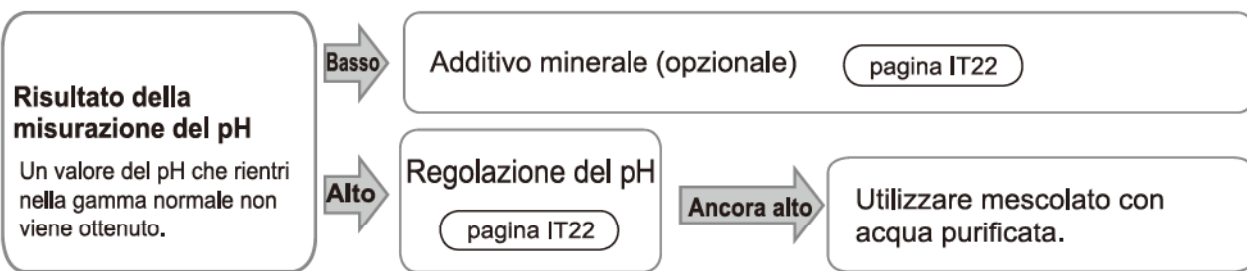 Risultato della
misurazione del pH
Un valore del pH che rientri
nella gamma normale non
viene ottenuto.
Basso
Additivo minerale (opzionale) pagina IT22
Alto
Regolazione del pH
pagina IT22
Ancora alto
Utilizzare mescolato con
acqua purificata.